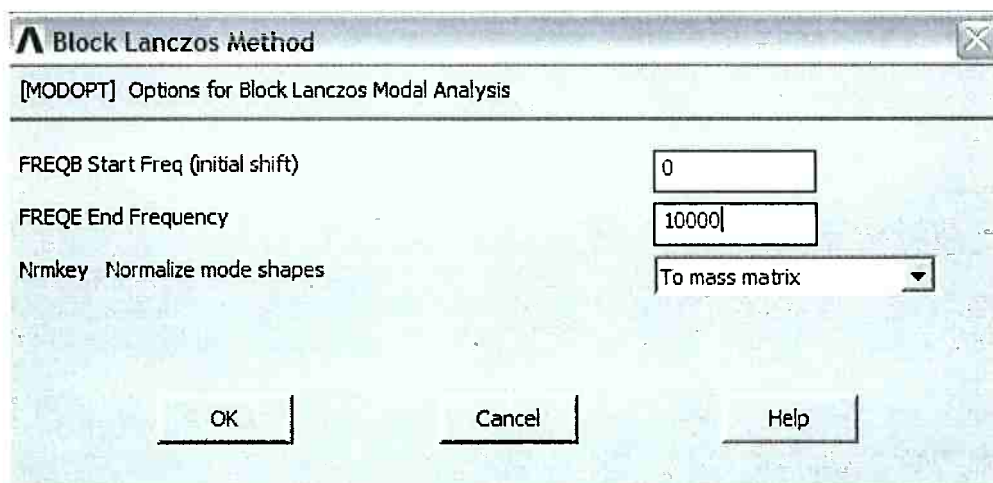 Block Lanczos Method
[MODOPT] Options for Block Lanczos Modal Analysis
FREQB Start Freq (initial shift) 0
FREQE End Frequency 10000
Nrmkey Normalize mode shapes To mass matrix
OK Cancel Help